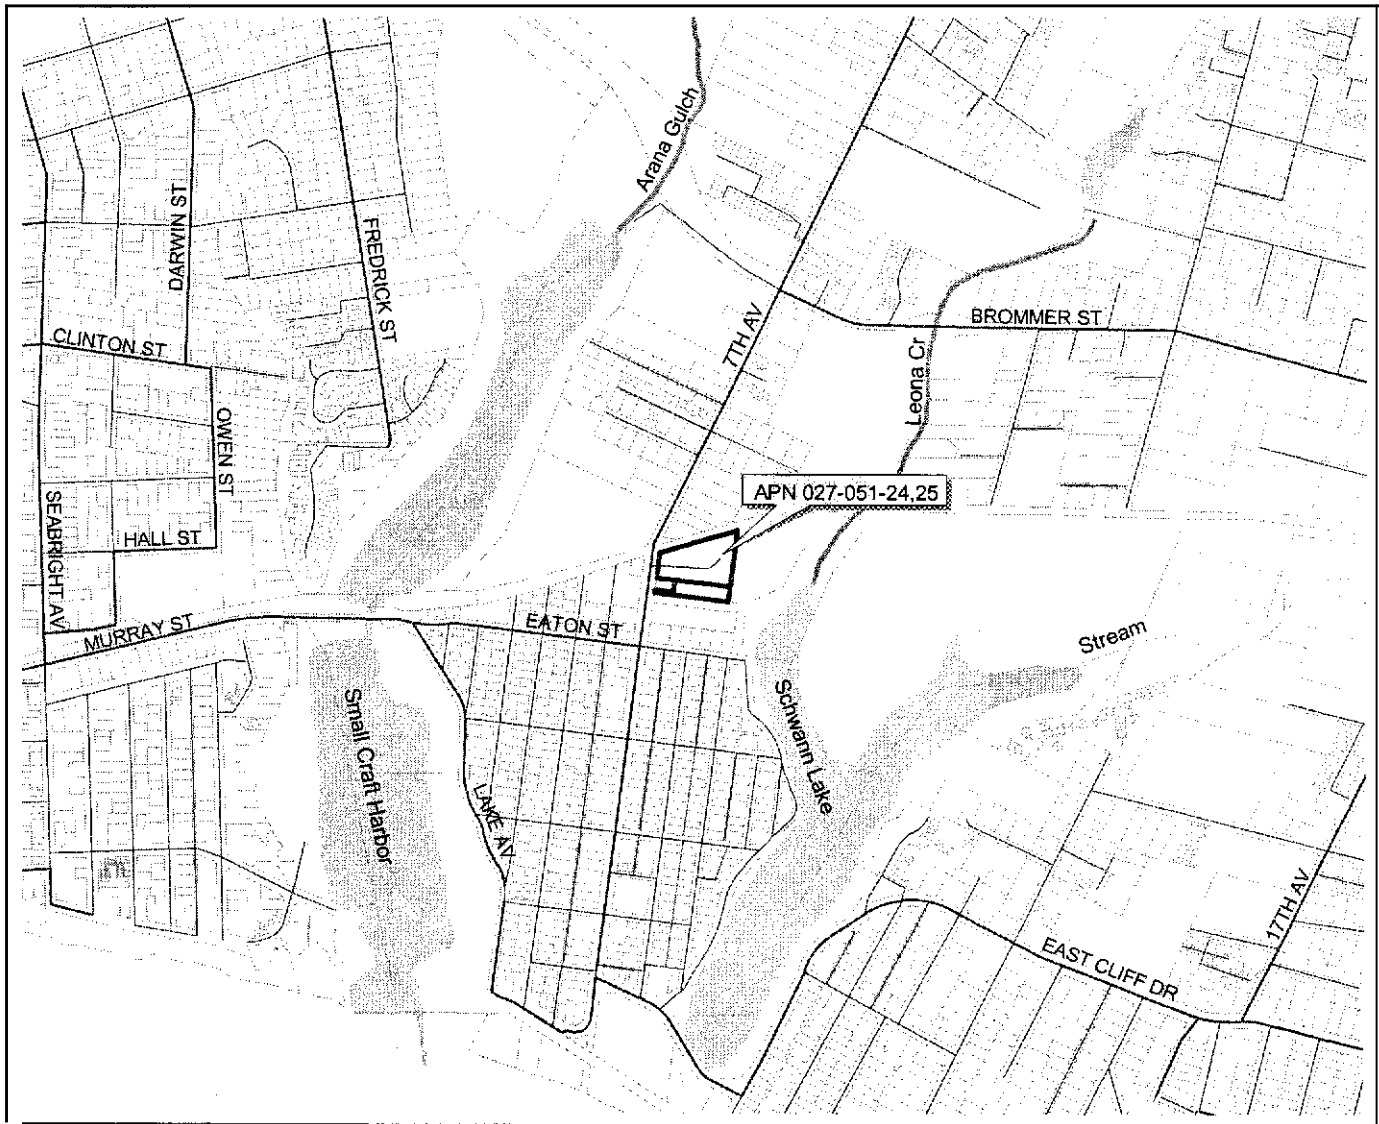 Arana Gulch
DARWIN ST
FREDRICK ST
7TH AV
BROMMER ST
CLINTON ST
Leona Cr
OWEN ST
APN 027-051-24,25
SEABRIGHT AV
HALL ST
MURRAY ST
EATON ST
Stream
Small Craft Harbor
Schwann Lake
LAKE AV
17TH AV
EAST CLIFF DR